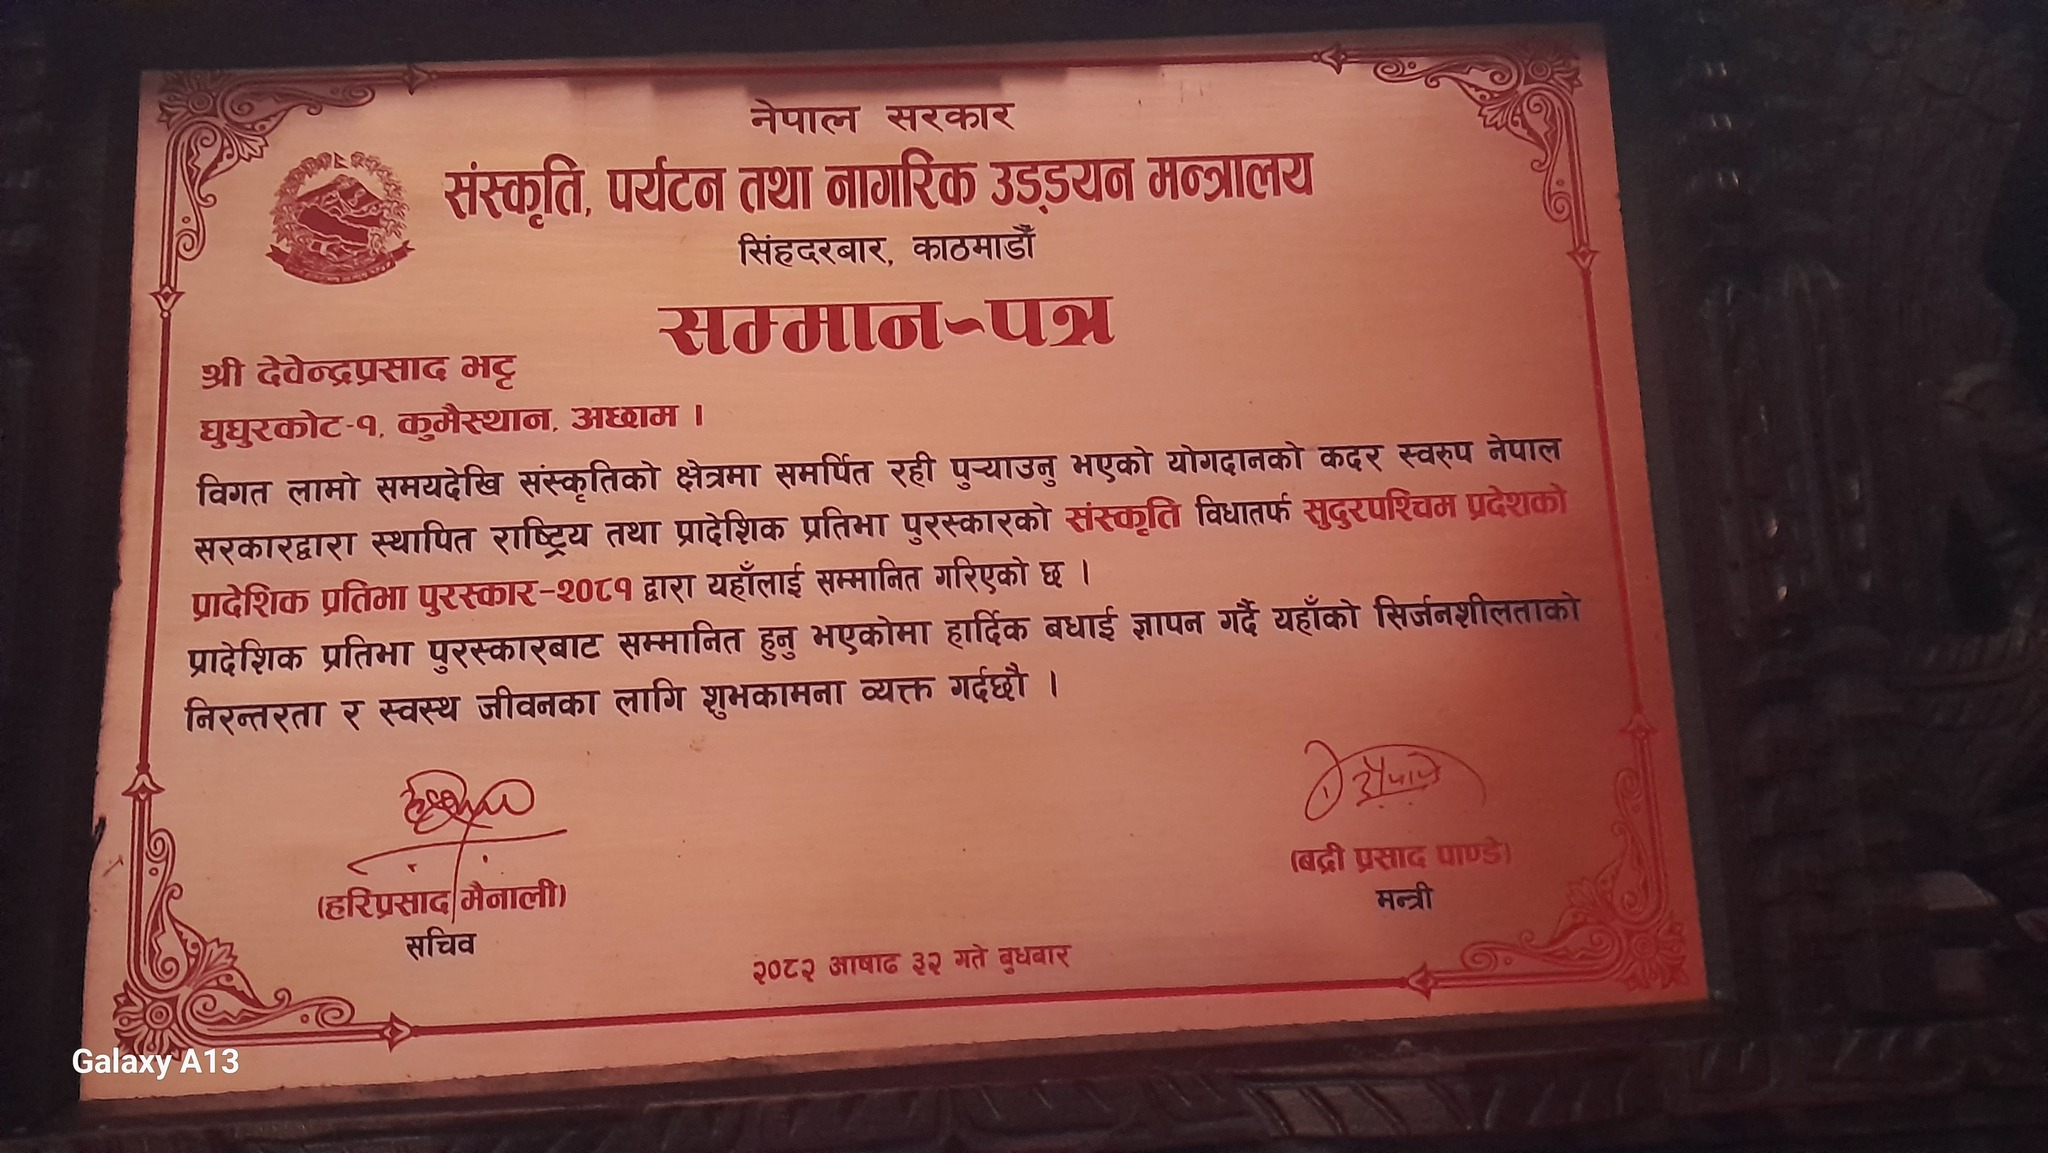 नेपाल सरकार
संस्कृति, पर्यटन तथा नागरिक उड्डयन मन्त्रालय
सिंहदरबार, काठमाडौँ
सम्मान-पत्र
श्री देवेन्द्रप्रसाद भट्ट
घुघुरकोट-१, कुमैस्थान, अछाम ।
विगत लामो समयदेखि संस्कृतिको क्षेत्रमा समर्पित रही पुऱ्याउनु भएको योगदानको कदर स्वरुप नेपाल
सरकारद्वारा स्थापित राष्ट्रिय तथा प्रादेशिक प्रतिभा पुरस्कारको संस्कृति विधातर्फ सुदुरपश्चिम प्रदेशको
प्रादेशिक प्रतिभा पुरस्कार-२०८१ द्वारा यहाँलाई सम्मानित गरिएको छ ।
प्रादेशिक प्रतिभा पुरस्कारबाट सम्मानित हुनु भएकोमा हार्दिक बधाई ज्ञापन गर्दै यहाँको सिर्जनशीलताको
निरन्तरता र स्वस्थ जीवनका लागि शुभकामना व्यक्त गर्दछौ ।
(हरिप्रसाद मैनाली)
सचिव
(बद्री प्रसाद पाण्डे)
मन्त्री
२०८२ आषाढ ३२ गते बुधबार
Galaxy A13